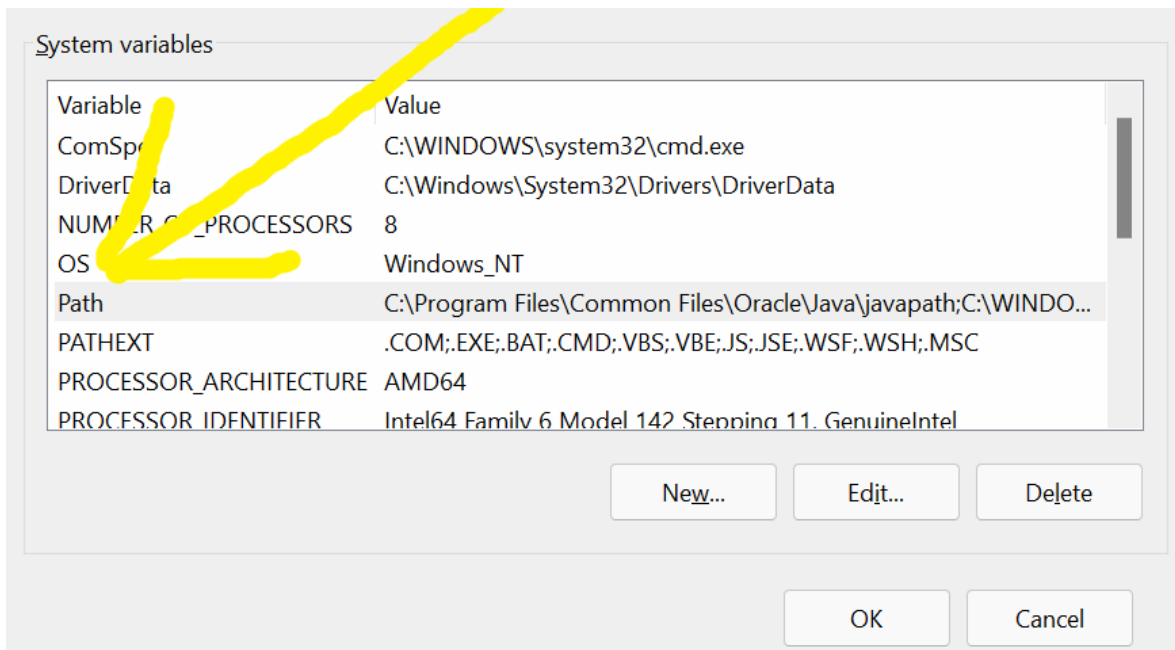 System variables
Variable Value
C:\WINDOWS\system32\cmd.exe
C:\Windows\System32\Drivers\DriverData
PROCESSORS 8
OS Windows_NT
Path C:\Program Files\Common Files\Oracle\Java\javapath;C:\WINDO...
PATHEXT .COM;.EXE;.BAT;.CMD;.VBS;.VBE;.JS;.JSE;.WSF;.WSH;.MSC
PROCESSOR_ARCHITECTURE AMD64
PROCESSOR_IDENTIFIER Intel64 Family 6 Model 142 Stepping 11, GenuineIntel
New... Edit... Delete
OK Cancel